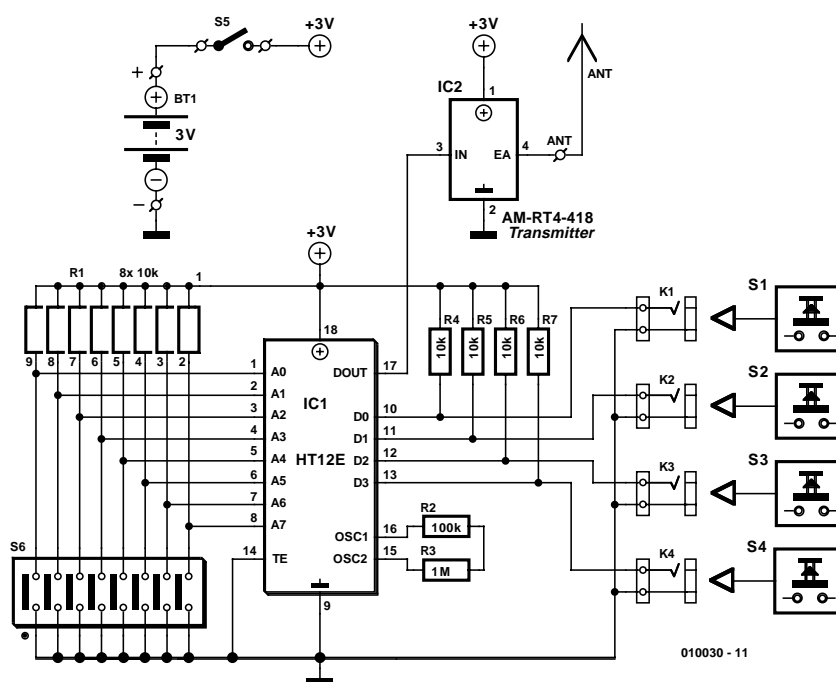 S5
+3V
+
BT1
3V
–
+3V
IC2
1
3
IN
EA
4
ANT
ANT
2
AM-RT4-418
Transmitter
+3V
R1
8x 10k
1
9
8
7
6
5
4
3
2
18
1
A0
2
A1
3
A2
4
A3
5
A4
6
A5
7
A6
8
A7
14
TE
IC1
HT12E
DOUT
17
D0
10
D1
11
D2
12
D3
13
OSC1
16
OSC2
15
9
R2
100k
R3
1M
R4
10k
R5
10k
R6
10k
R7
10k
K1
S1
K2
S2
K3
S3
K4
S4
S6
010030 - 11